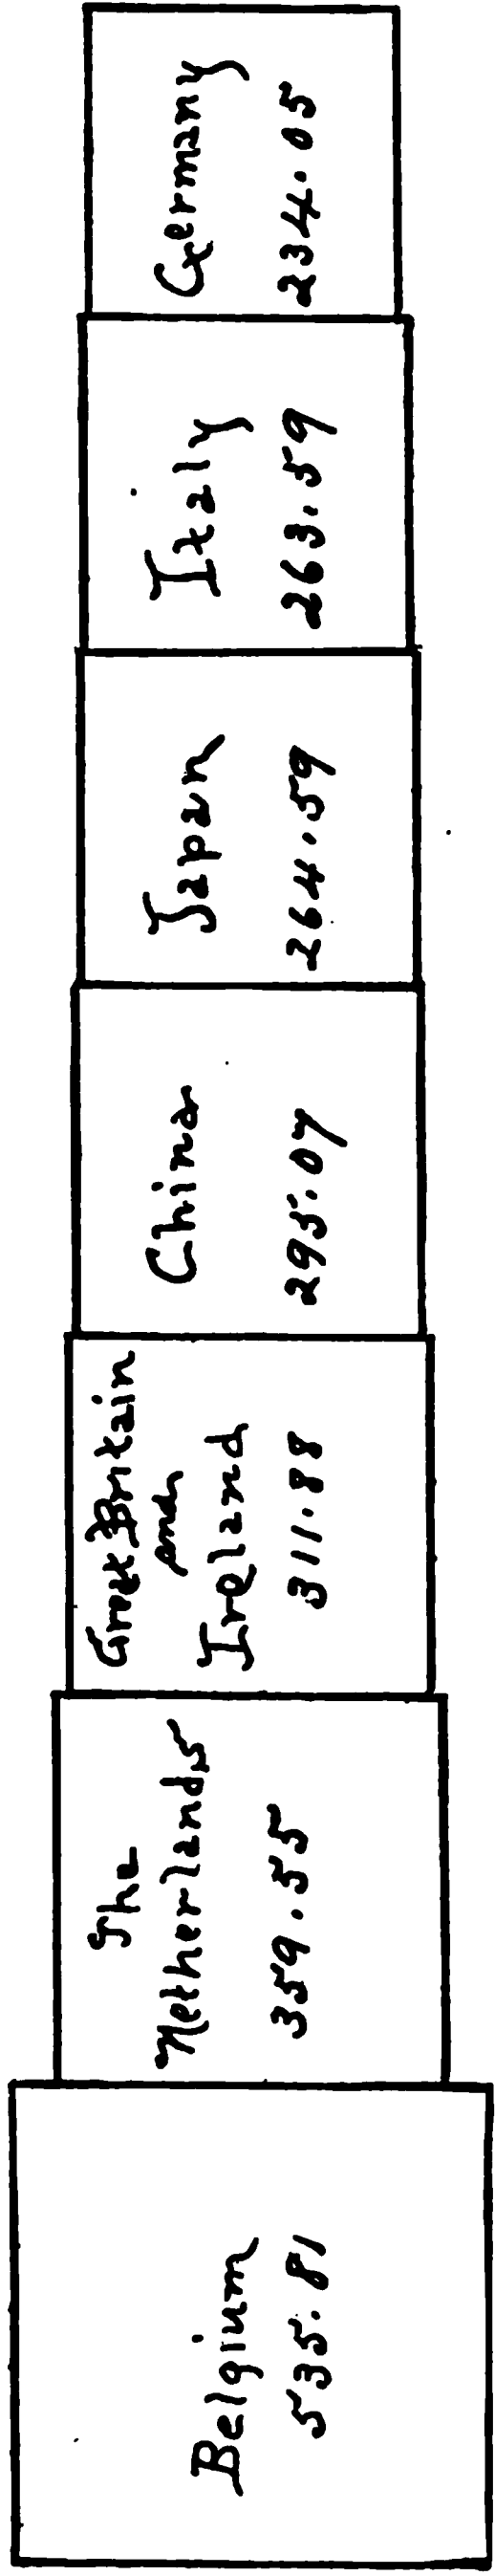 Belgium
535.81
The
Netherlands
359.55
Great Britain
and
Ireland
311.88
China
295.07
Japan
264.59
Italy
263.59
Germany
234.05